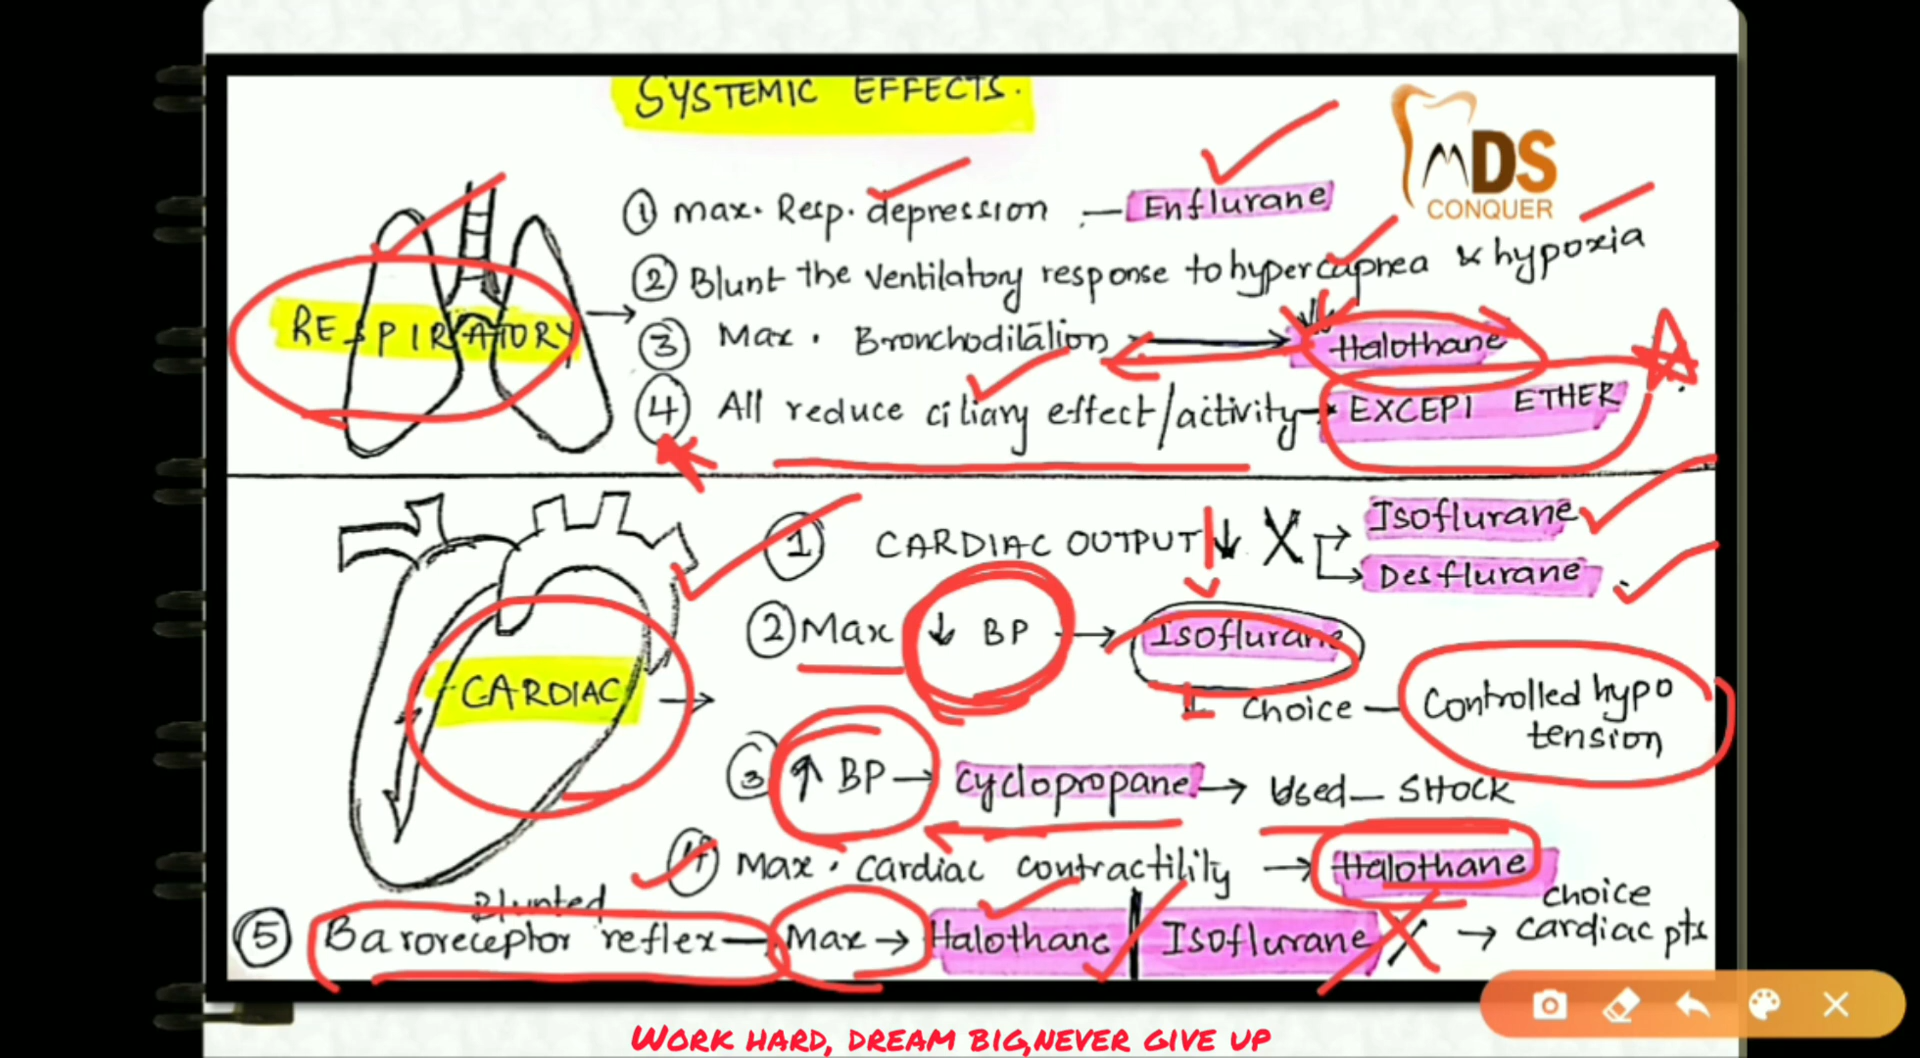 SYSTEMIC EFFECTS.
MDS
CONQUER
RESPIRATORY
① max. Resp. depression — Enflurane
② Blunt the ventilatory response to hypercapnea & hypoxia
③ Max. Bronchodilation → Halothane
④ All reduce ciliary effect/activity → EXCEPT ETHER
CARDIAC
① CARDIAC OUTPUT ↓ X → Isoflurane
→ Desflurane
② Max ↓ BP → Isoflurane
↳ choice — Controlled hypo
tension
③ ↑ BP → cyclopropane → Used — SHOCK
④ Max. cardiac contractility → Halothane
Blunted
⑤ Baroreceptor reflex — Max → Halothane | Isoflurane X → choice
cardiac pts
WORK HARD, DREAM BIG,NEVER GIVE UP